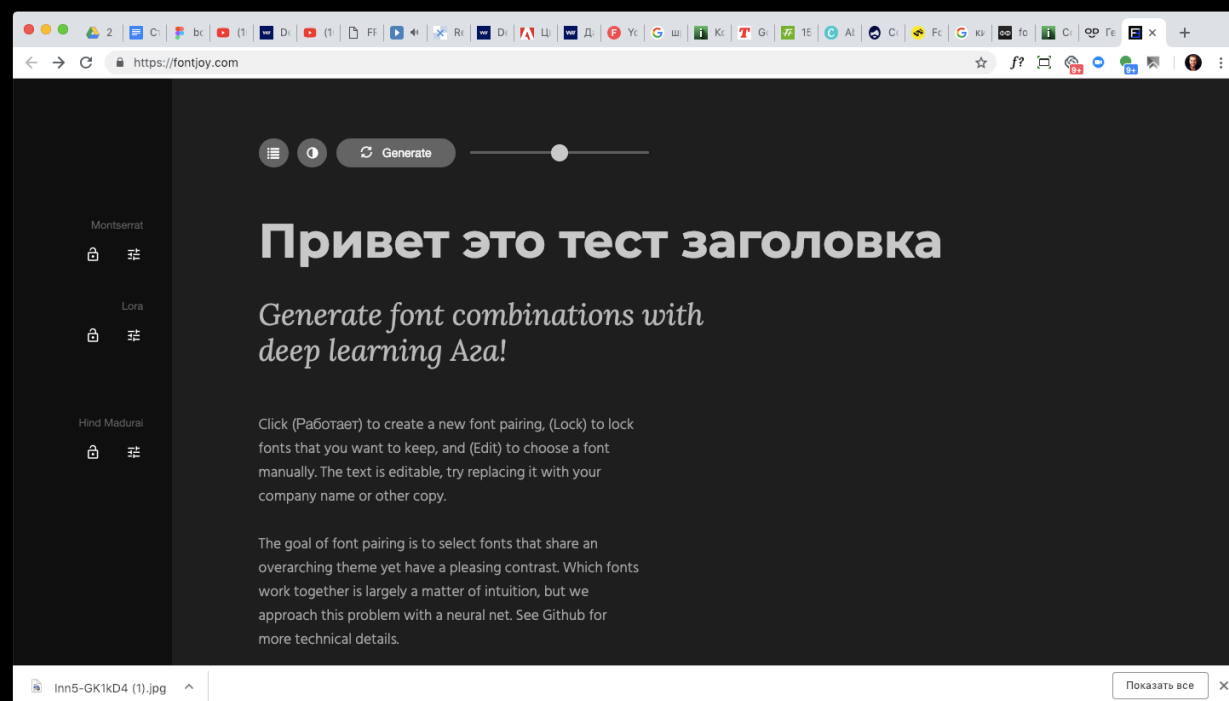 2
https://fontjoy.com
f?
9+
9+
Generate
Montserrat
Привет это тест заголовка
Lora
Generate font combinations with
deep learning Ага!
Hind Madurai
Click (Работает) to create a new font pairing, (Lock) to lock
fonts that you want to keep, and (Edit) to choose a font
manually. The text is editable, try replacing it with your
company name or other copy.
The goal of font pairing is to select fonts that share an
overarching theme yet have a pleasing contrast. Which fonts
work together is largely a matter of intuition, but we
approach this problem with a neural net. See Github for
more technical details.
Inn5-GK1kD4 (1).jpg
Показать все